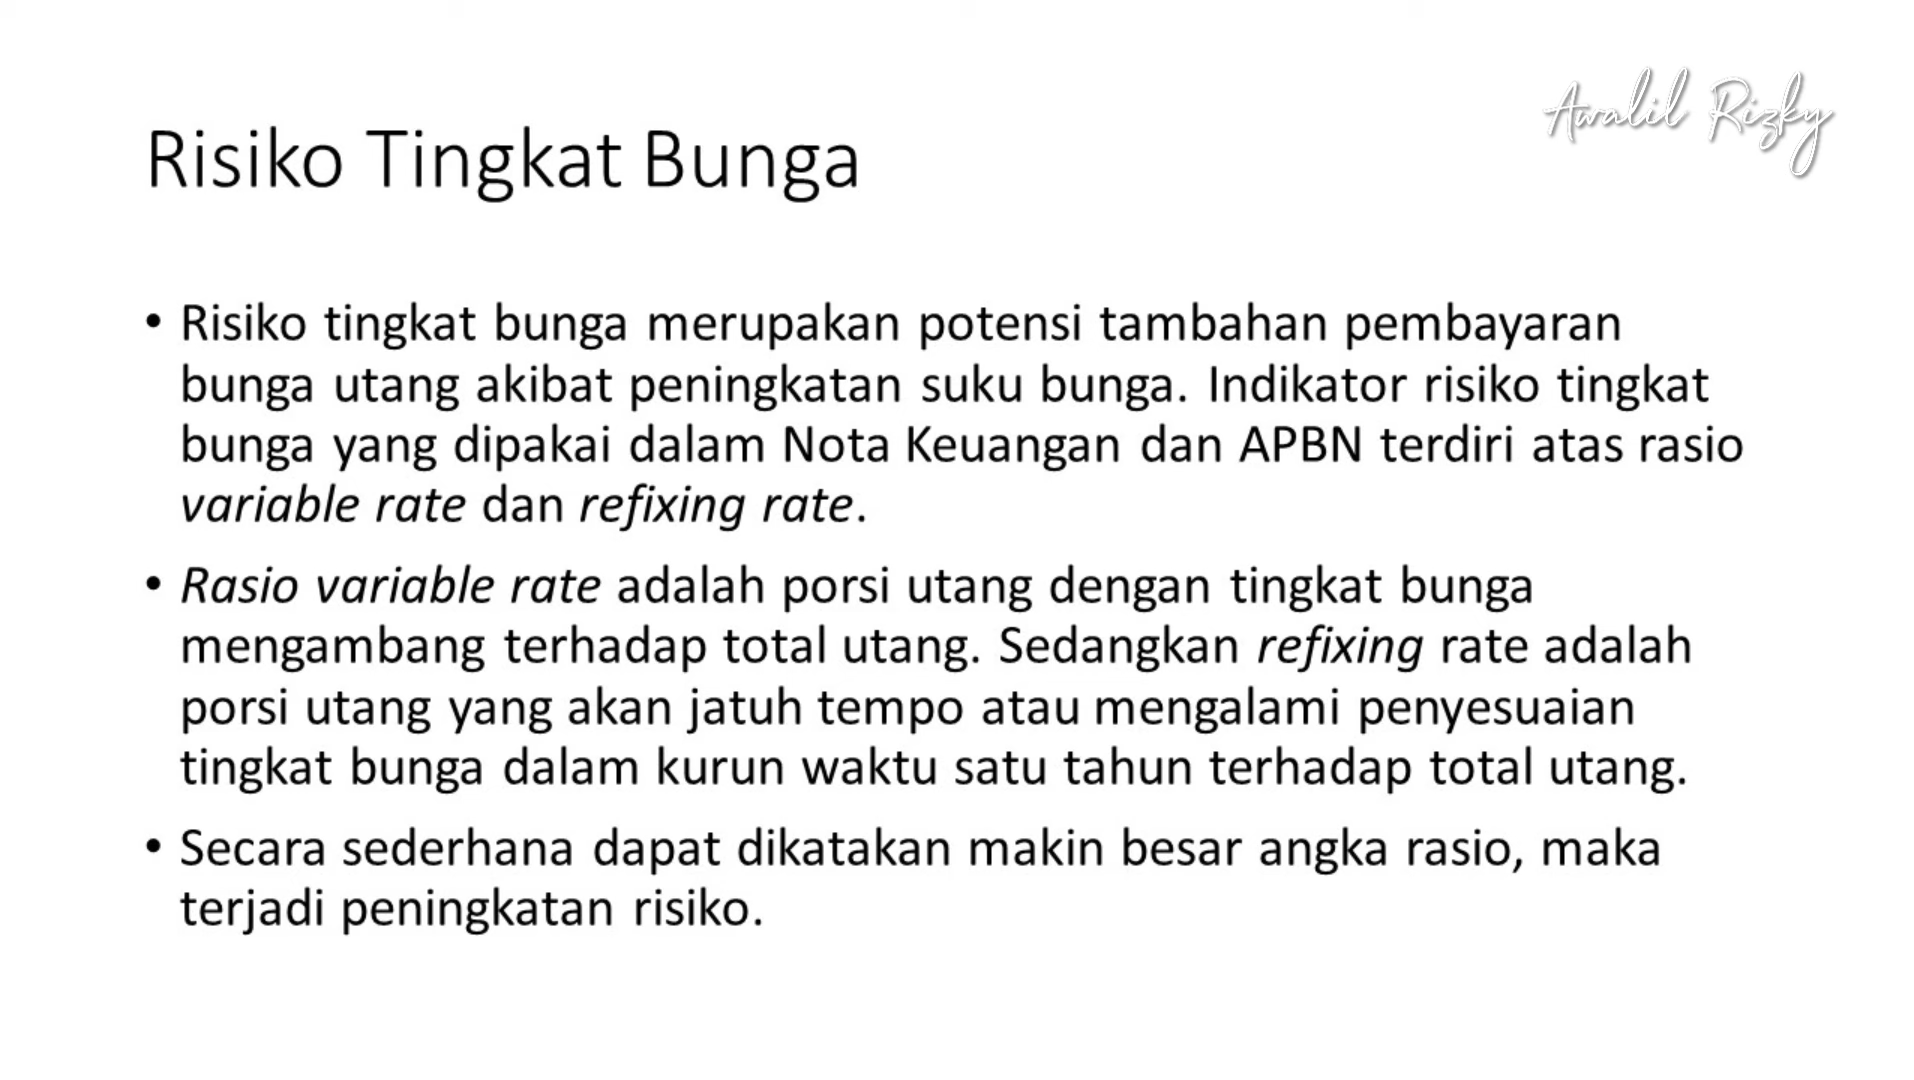 Awalil Rizky
Risiko Tingkat Bunga
• Risiko tingkat bunga merupakan potensi tambahan pembayaran
bunga utang akibat peningkatan suku bunga. Indikator risiko tingkat
bunga yang dipakai dalam Nota Keuangan dan APBN terdiri atas rasio
variable rate dan refixing rate.
• Rasio variable rate adalah porsi utang dengan tingkat bunga
mengambang terhadap total utang. Sedangkan refixing rate adalah
porsi utang yang akan jatuh tempo atau mengalami penyesuaian
tingkat bunga dalam kurun waktu satu tahun terhadap total utang.
• Secara sederhana dapat dikatakan makin besar angka rasio, maka
terjadi peningkatan risiko.